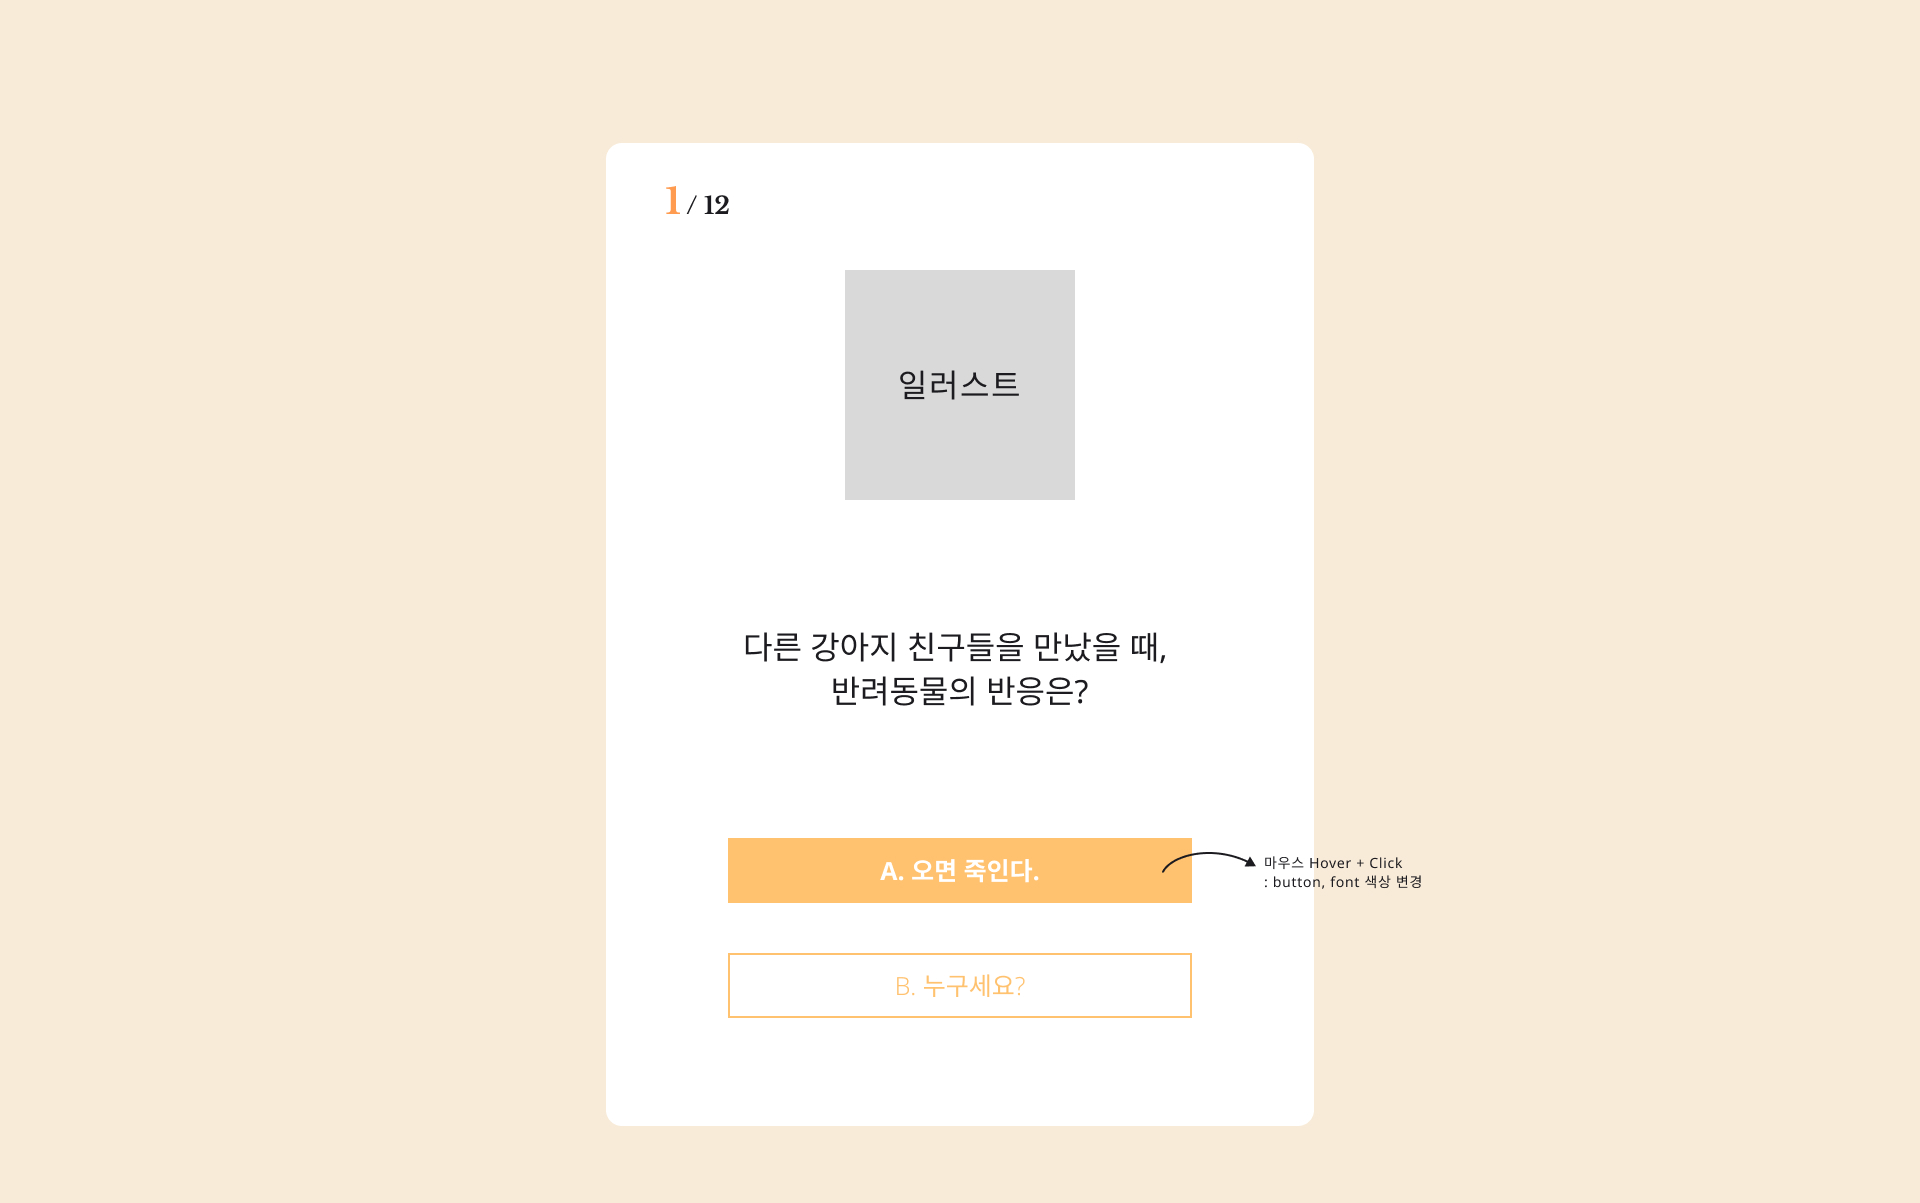 1 / 12
일러스트
다른 강아지 친구들을 만났을 때,
반려동물의 반응은?
A. 오면 죽인다.
마우스 Hover + Click
: button, font 색상 변경
B. 누구세요?